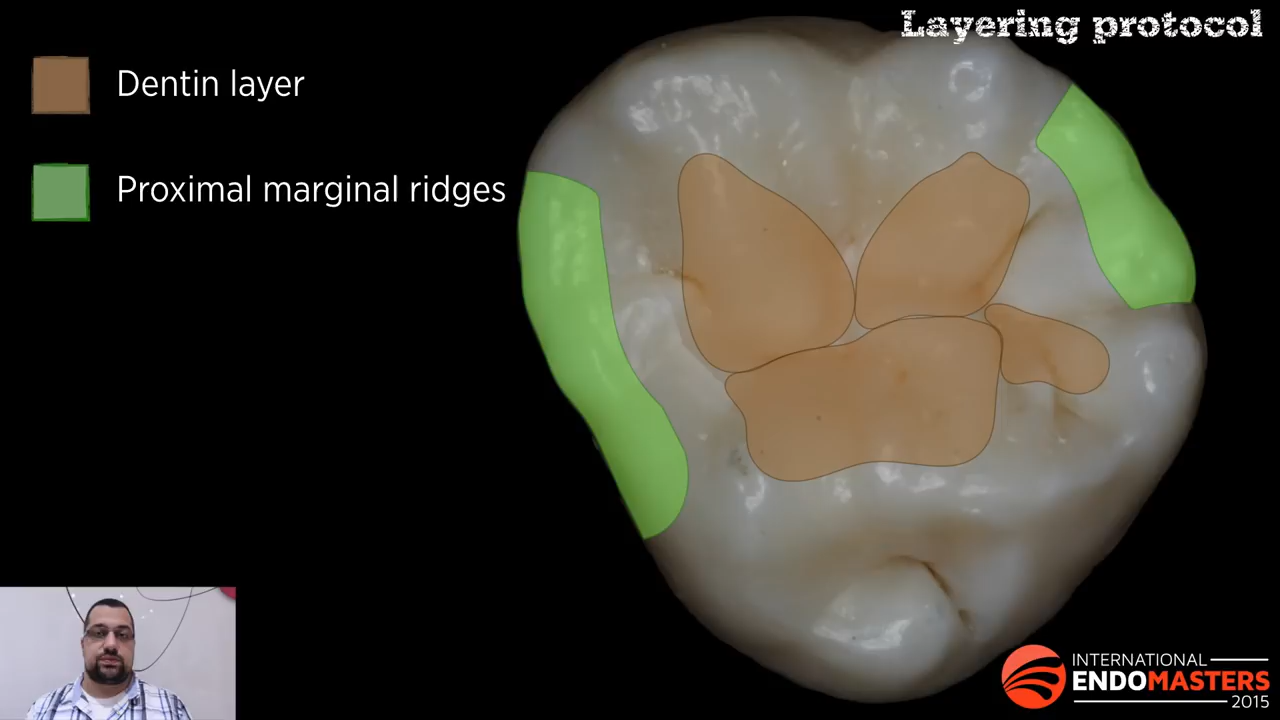 Layering protocol
Dentin layer
Proximal marginal ridges
INTERNATIONAL
ENDOMASTERS
2015